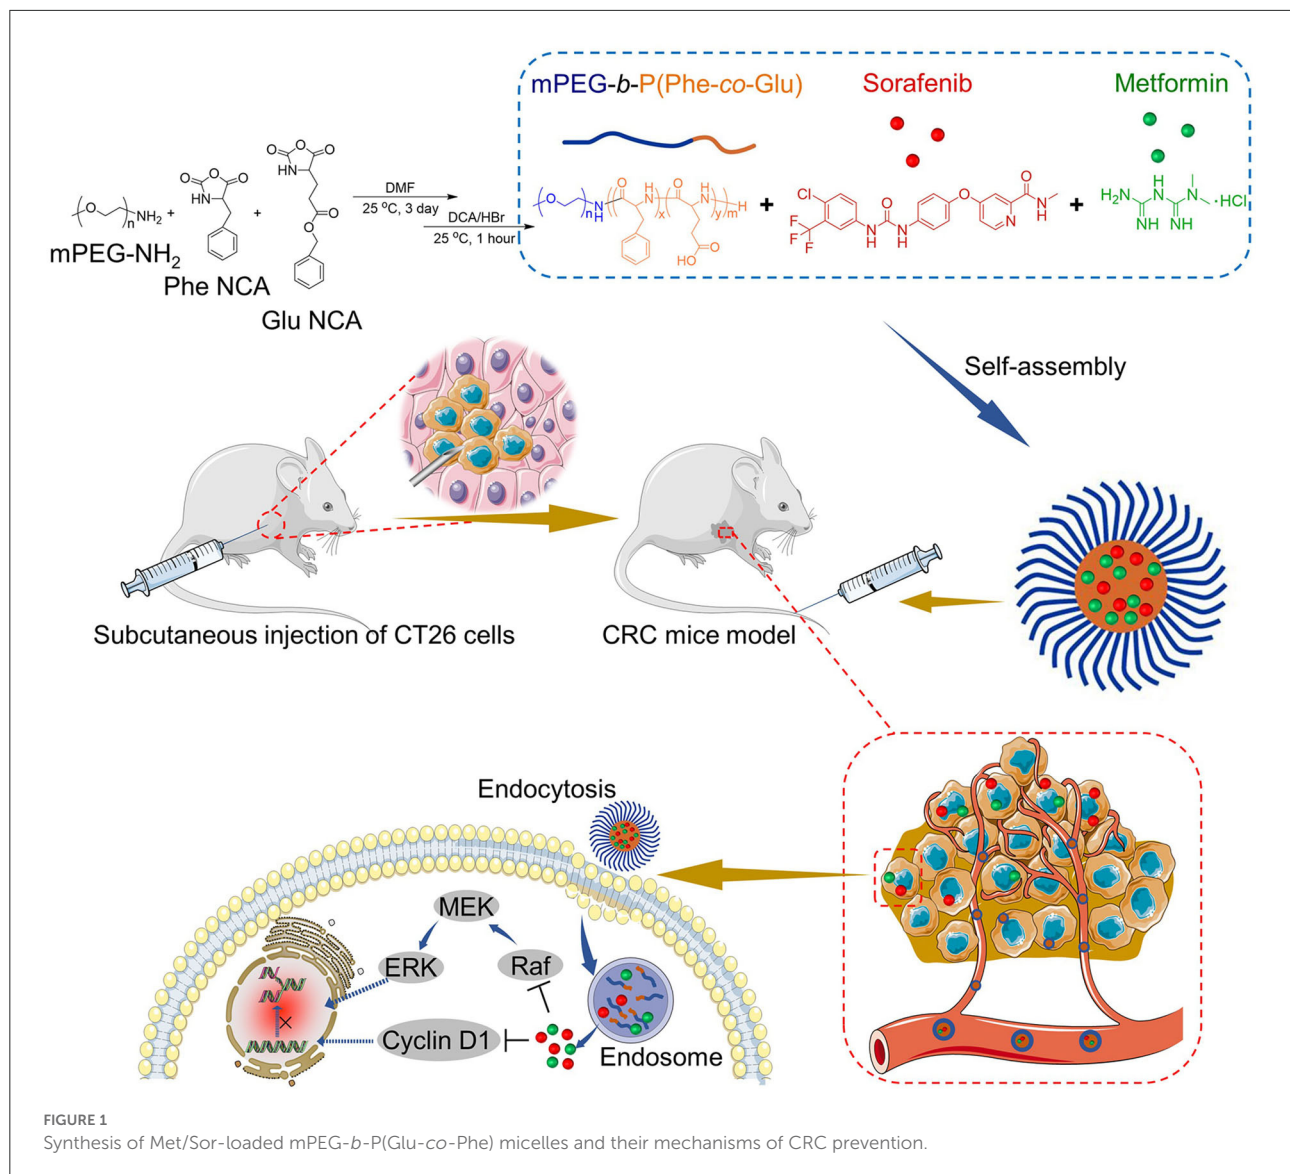 mPEG-b-P(Phe-co-Glu)
Sorafenib
Metformin
mPEG-NH2
+
Phe NCA
+
Glu NCA
DMF
25 °C, 3 day
DCA/HBr
25 °C, 1 hour
+
+
·HCl
Self-assembly
Subcutaneous injection of CT26 cells
CRC mice model
Endocytosis
MEK
ERK
Raf
Cyclin D1
Endosome
FIGURE 1
Synthesis of Met/Sor-loaded mPEG-b-P(Glu-co-Phe) micelles and their mechanisms of CRC prevention.